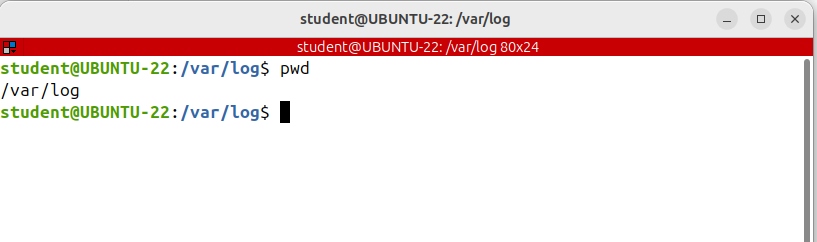 student@UBUNTU-22: /var/log
student@UBUNTU-22: /var/log 80x24
student@UBUNTU-22:/var/log$ pwd
/var/log
student@UBUNTU-22:/var/log$